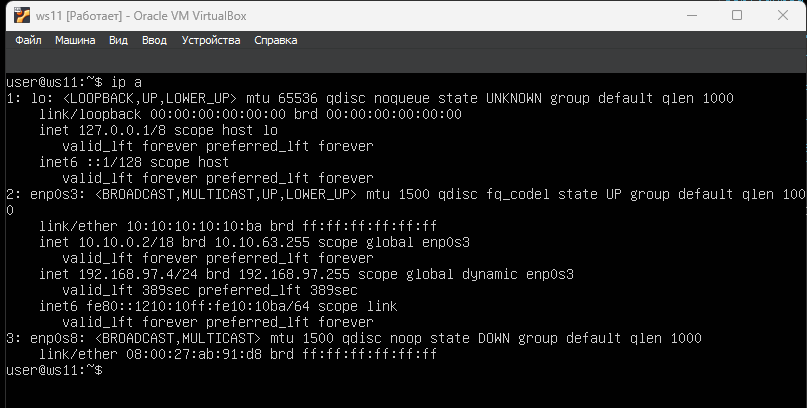 ws11 [Работает] - Oracle VM VirtualBox
Файл Машина Вид Ввод Устройства Справка
user@ws11:~$ ip a
1: lo: <LOOPBACK,UP,LOWER_UP> mtu 65536 qdisc noqueue state UNKNOWN group default qlen 1000
    link/loopback 00:00:00:00:00:00 brd 00:00:00:00:00:00
    inet 127.0.0.1/8 scope host lo
       valid_lft forever preferred_lft forever
    inet6 ::1/128 scope host
       valid_lft forever preferred_lft forever
2: enp0s3: <BROADCAST,MULTICAST,UP,LOWER_UP> mtu 1500 qdisc fq_codel state UP group default qlen 100
0
    link/ether 10:10:10:10:10:ba brd ff:ff:ff:ff:ff:ff
    inet 10.10.0.2/18 brd 10.10.63.255 scope global enp0s3
       valid_lft forever preferred_lft forever
    inet 192.168.97.4/24 brd 192.168.97.255 scope global dynamic enp0s3
       valid_lft 389sec preferred_lft 389sec
    inet6 fe80::1210:10ff:fe10:10ba/64 scope link
       valid_lft forever preferred_lft forever
3: enp0s8: <BROADCAST,MULTICAST> mtu 1500 qdisc noop state DOWN group default qlen 1000
    link/ether 08:00:27:ab:91:d8 brd ff:ff:ff:ff:ff:ff
user@ws11:~$